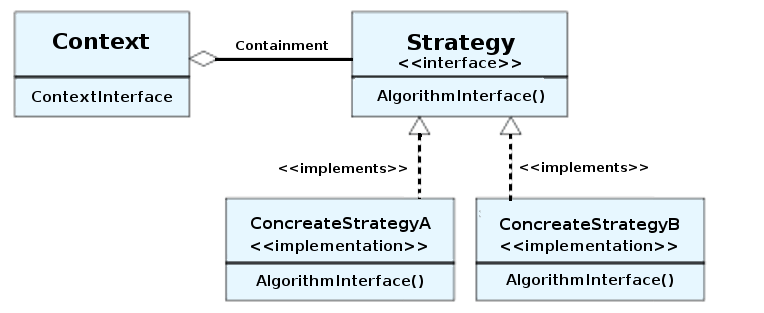 Context
ContextInterface
Containment
Strategy
<<interface>>
AlgorithmInterface()
<<implements>>
<<implements>>
ConcreateStrategyA
<<implementation>>
AlgorithmInterface()
ConcreateStrategyB
<<implementation>>
AlgorithmInterface()